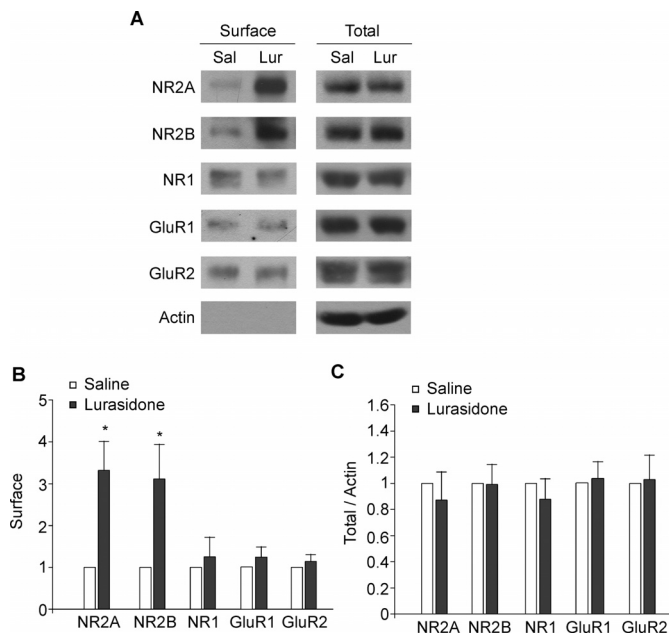 A
Surface Total
Sal Lur Sal Lur
NR2A
NR2B
NR1
GluR1
GluR2
Actin
B
Saline
Lurasidone
5
4
3
2
1
0
Surface
* *
NR2A NR2B NR1 GluR1 GluR2
C
Saline
Lurasidone
1.6
1.4
1.2
1
0.8
0.6
0.4
0.2
0
Total / Actin
NR2A NR2B NR1 GluR1 GluR2